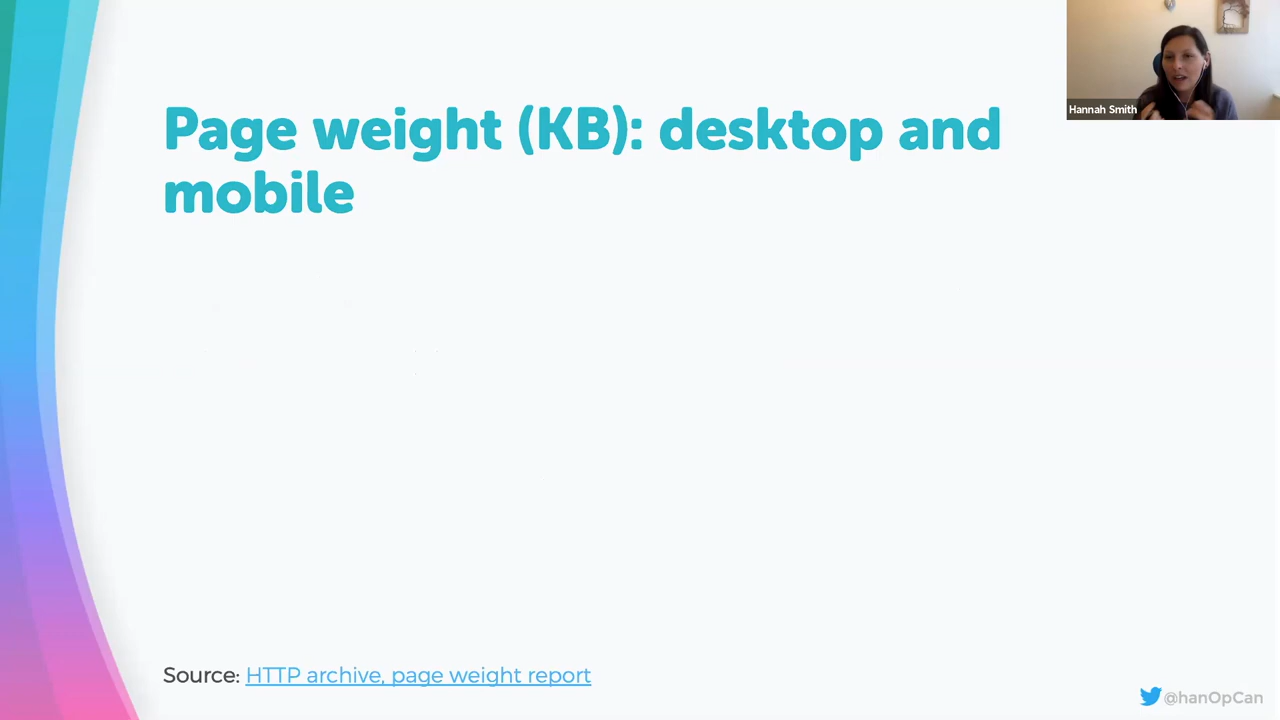 Page weight (KB): desktop and
mobile
Hannah Smith
Source: HTTP archive, page weight report
@hanOpCan